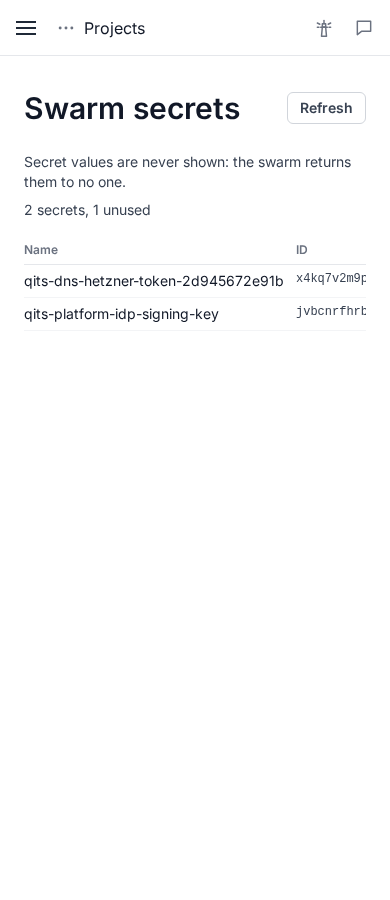 Projects
Swarm secrets
Refresh
Secret values are never shown: the swarm returns
them to no one.
2 secrets, 1 unused
Name ID
qits-dns-hetzner-token-2d945672e91b x4kq7v2m9p
qits-platform-idp-signing-key jvbcnrfhrb